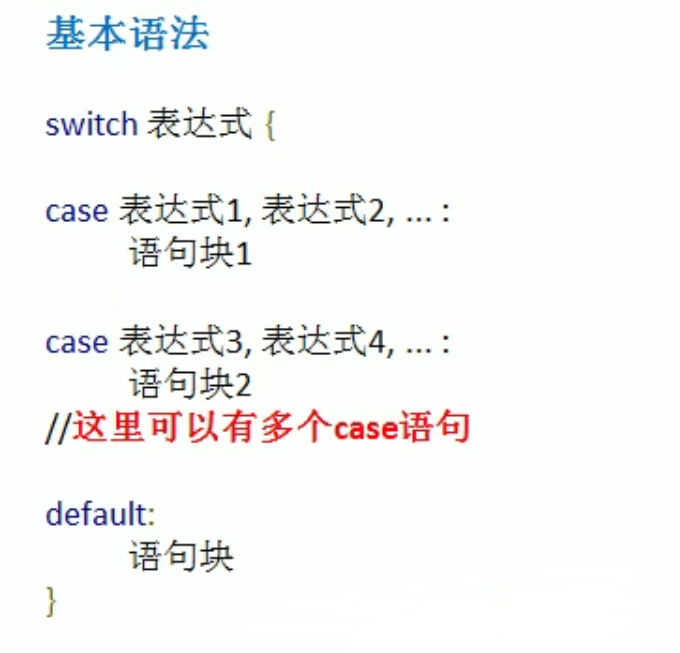 基本语法
switch 表达式 {
case 表达式1, 表达式2, ... :
语句块1
case 表达式3, 表达式4, ... :
语句块2
//这里可以有多个case语句
default:
语句块
}